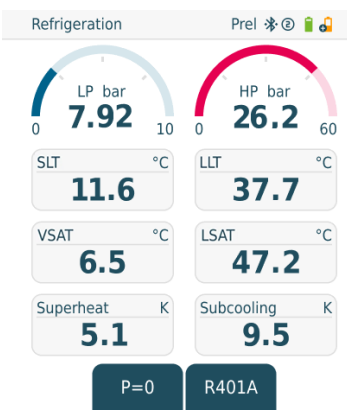 Refrigeration Prel 2
LP bar HP bar
7.92 26.2
0 10 0 60
SLT °C LLT °C
11.6 37.7
VSAT °C LSAT °C
6.5 47.2
Superheat K Subcooling K
5.1 9.5
P=0 R401A